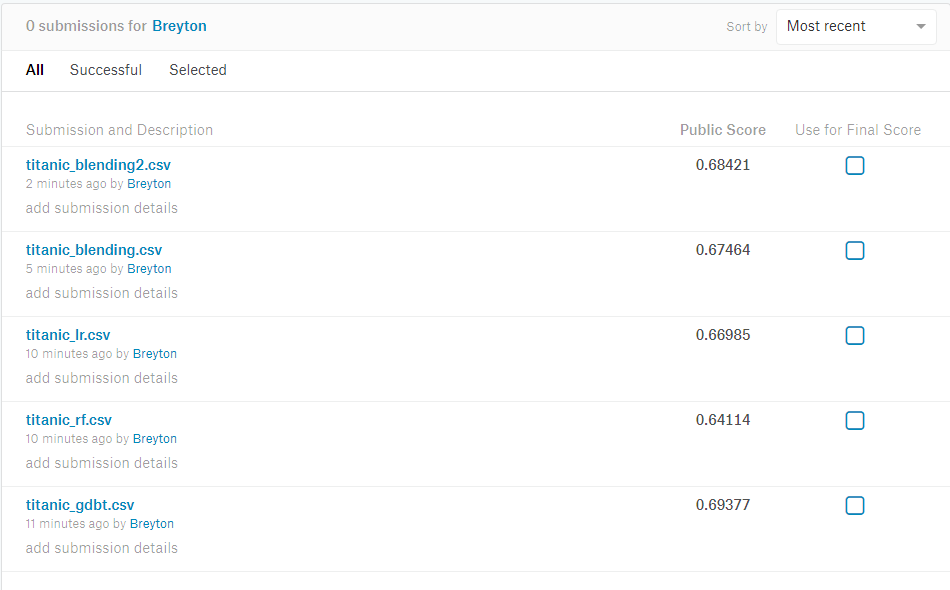 0 submissions for Breyton
Sort by Most recent
All Successful Selected
Submission and Description Public Score Use for Final Score
titanic_blending2.csv 0.68421
2 minutes ago by Breyton
add submission details
titanic_blending.csv 0.67464
5 minutes ago by Breyton
add submission details
titanic_lr.csv 0.66985
10 minutes ago by Breyton
add submission details
titanic_rf.csv 0.64114
10 minutes ago by Breyton
add submission details
titanic_gdbt.csv 0.69377
11 minutes ago by Breyton
add submission details